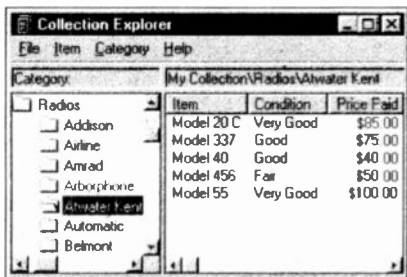 Collection Explorer
File Item Category Help
Category:
Radios
Addison
Airline
Amrad
Arborphone
Atwater Kent
Automatic
Belmont
My Collection\Radios\Atwater Kent
Item Condition Price Paid
Model 20 C Very Good $85.00
Model 337 Good $75.00
Model 40 Good $40.00
Model 456 Fair $50.00
Model 55 Very Good $100.00